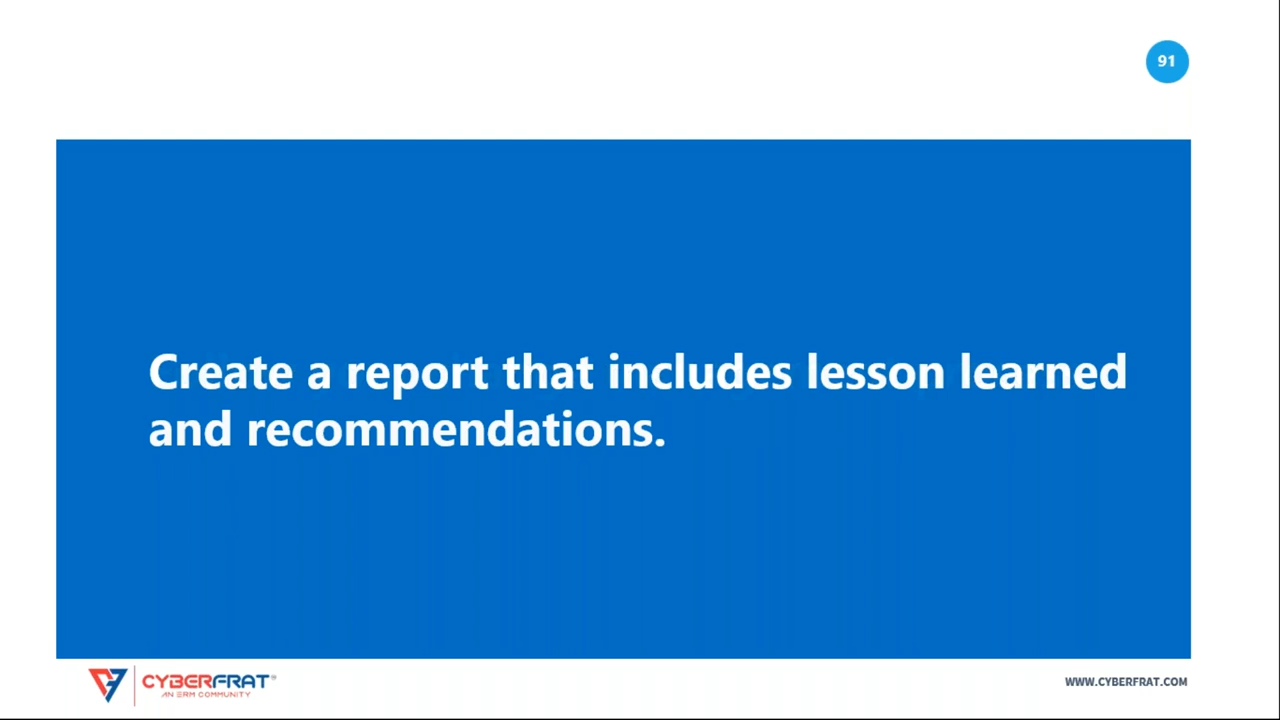 91
Create a report that includes lesson learned
and recommendations.
CYBERFRAT®
AN ERM COMMUNITY
WWW.CYBERFRAT.COM